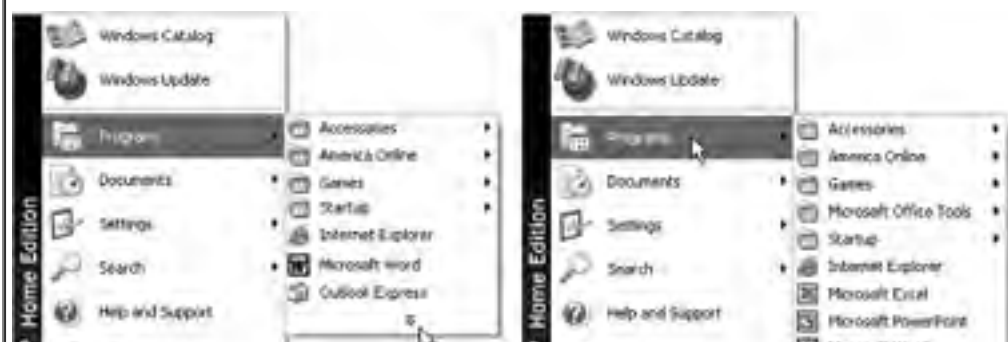 Windows Catalog
Windows Update
Programs
Documents
Settings
Search
Help and Support
Home Edition
Accessories
America Online
Games
Startup
Internet Explorer
Microsoft Word
Outlook Express
Windows Catalog
Windows Update
Programs
Documents
Settings
Search
Help and Support
Home Edition
Accessories
America Online
Games
Microsoft Office Tools
Startup
Internet Explorer
Microsoft Excel
Microsoft PowerPoint